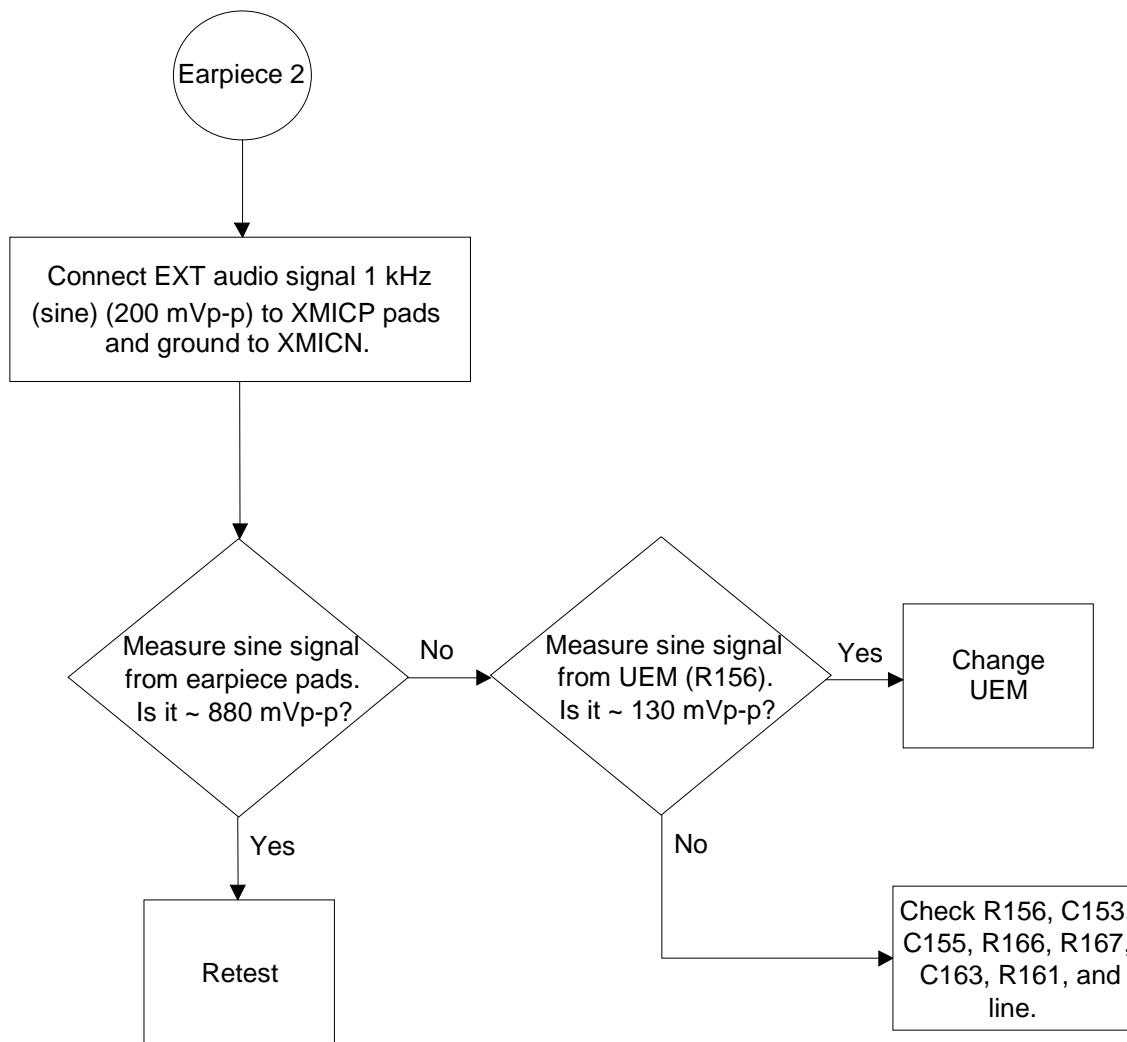 Earpiece 2
Connect EXT audio signal 1 kHz
(sine) (200 mVp-p) to XMICP pads
and ground to XMICN.
Measure sine signal
from earpiece pads.
Is it ~ 880 mVp-p?
No
Measure sine signal
from UEM (R156).
Is it ~ 130 mVp-p?
Yes
Change
UEM
Yes
No
Retest
Check R156, C153,
C155, R166, R167,
C163, R161, and
line.